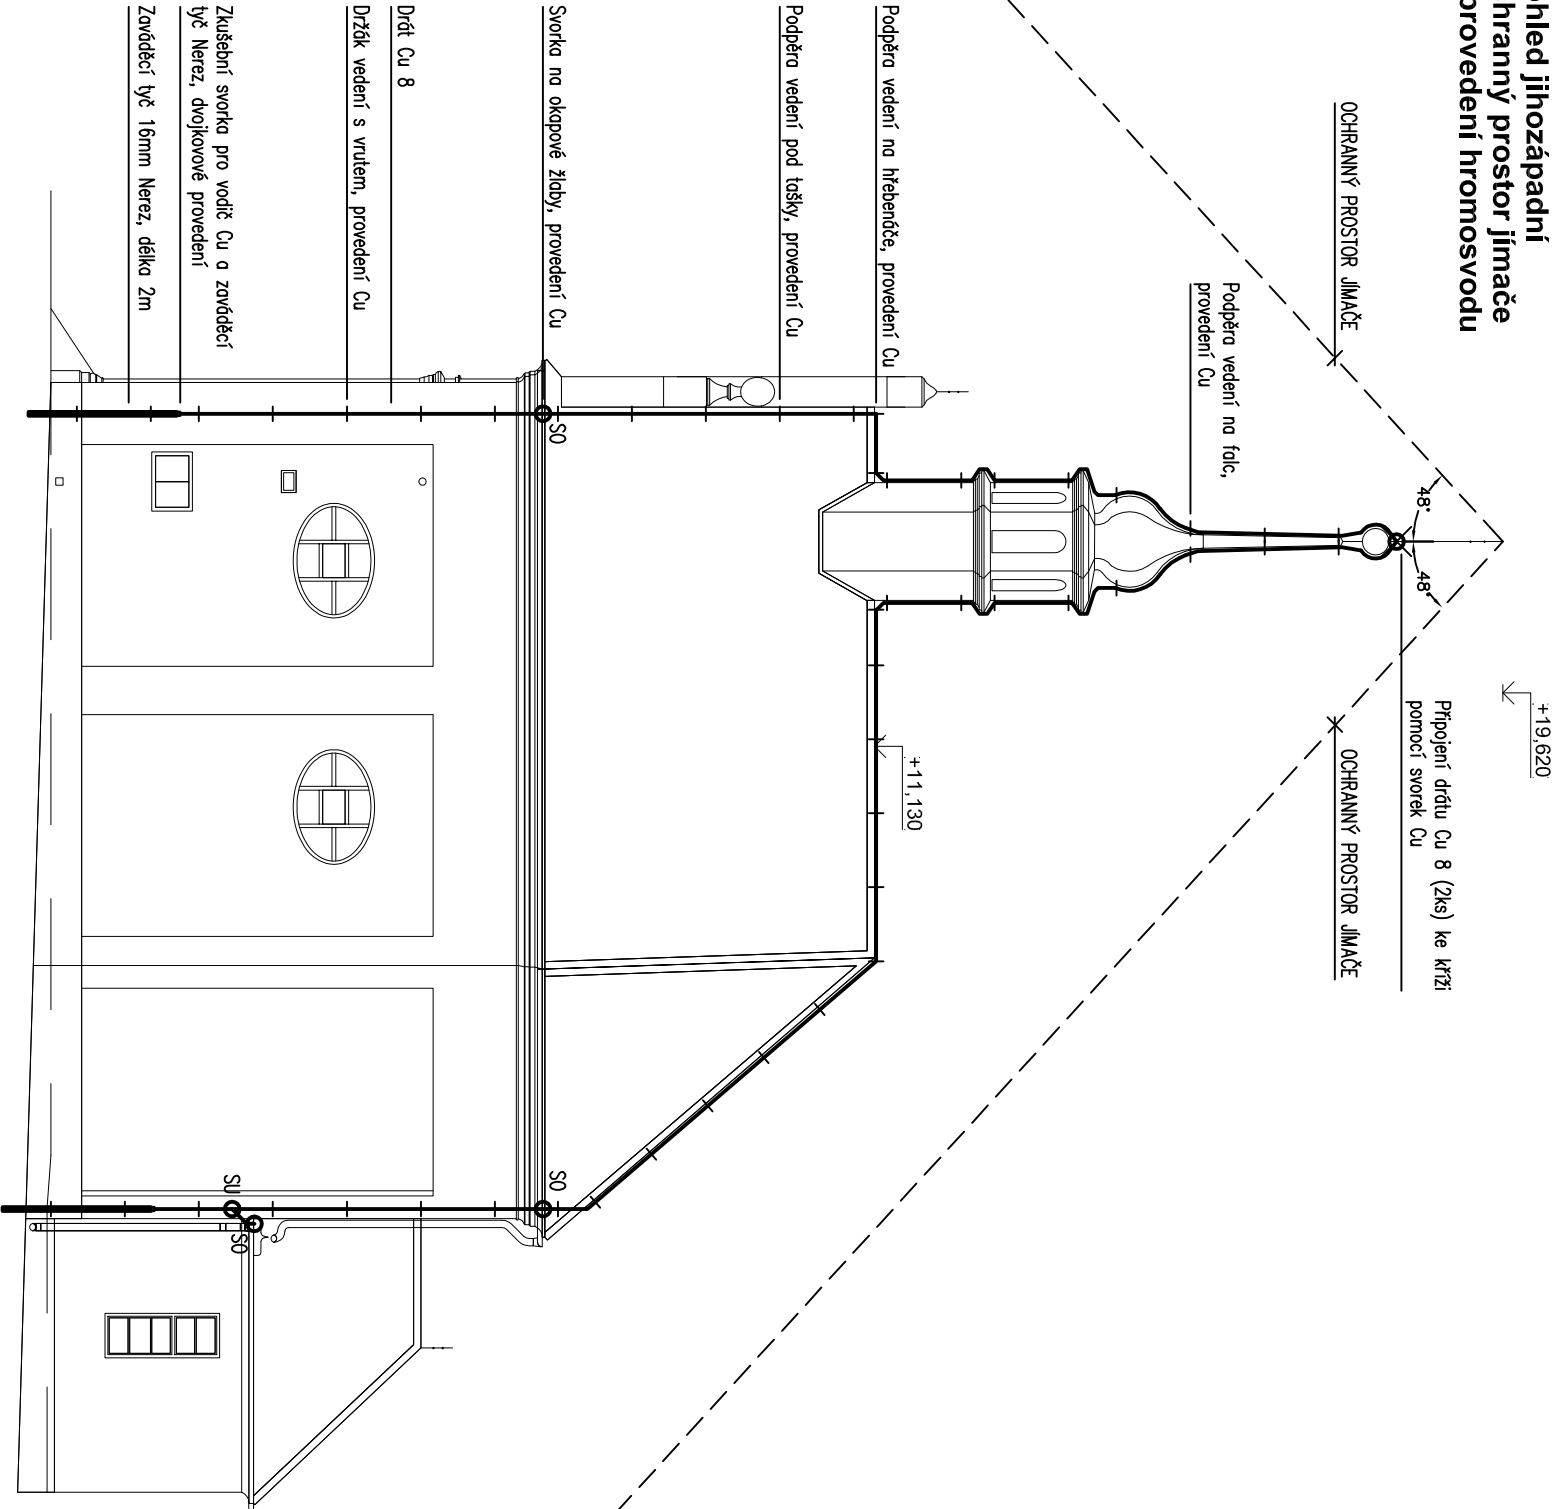 ohled jihozápadní
hranný prostor jímače
provedení hromosvodu
+19,620
Připojení drátu Cu 8 (2ks) ke kříži
pomocí svorek Cu
48°
48°
OCHRANNÝ PROSTOR JÍMAČE
OCHRANNÝ PROSTOR JÍMAČE
Podpěra vedení na falc,
provedení Cu
+11,130
Podpěra vedení na hřebenáče, provedení Cu
Podpěra vedení pod tašky, provedení Cu
Svorka na okapové žlaby, provedení Cu
SO
SO
Drát Cu 8
Držák vedení s vrutem, provedení Cu
Zkušební svorka pro vodič Cu a zaváděcí
tyč Nerez, dvojkovové provedení
SU
SO
Zaváděcí tyč 16mm Nerez, délka 2m